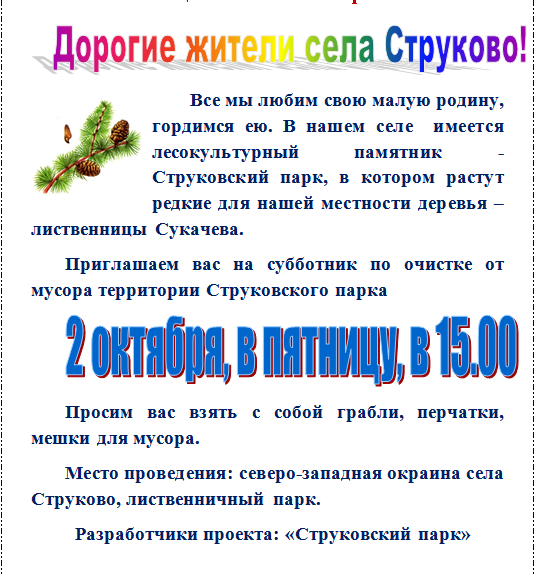 Дорогие жители села Струково!
Все мы любим свою малую родину,
гордимся ею. В нашем селе имеется
лесокультурный памятник -
Струковский парк, в котором растут
редкие для нашей местности деревья –
лиственницы Сукачева.
Приглашаем вас на субботник по очистке от
мусора территории Струковского парка
2 октября, в пятницу, в 15.00
Просим вас взять с собой грабли, перчатки,
мешки для мусора.
Место проведения: северо-западная окраина села
Струково, лиственничный парк.
Разработчики проекта: «Струковский парк»